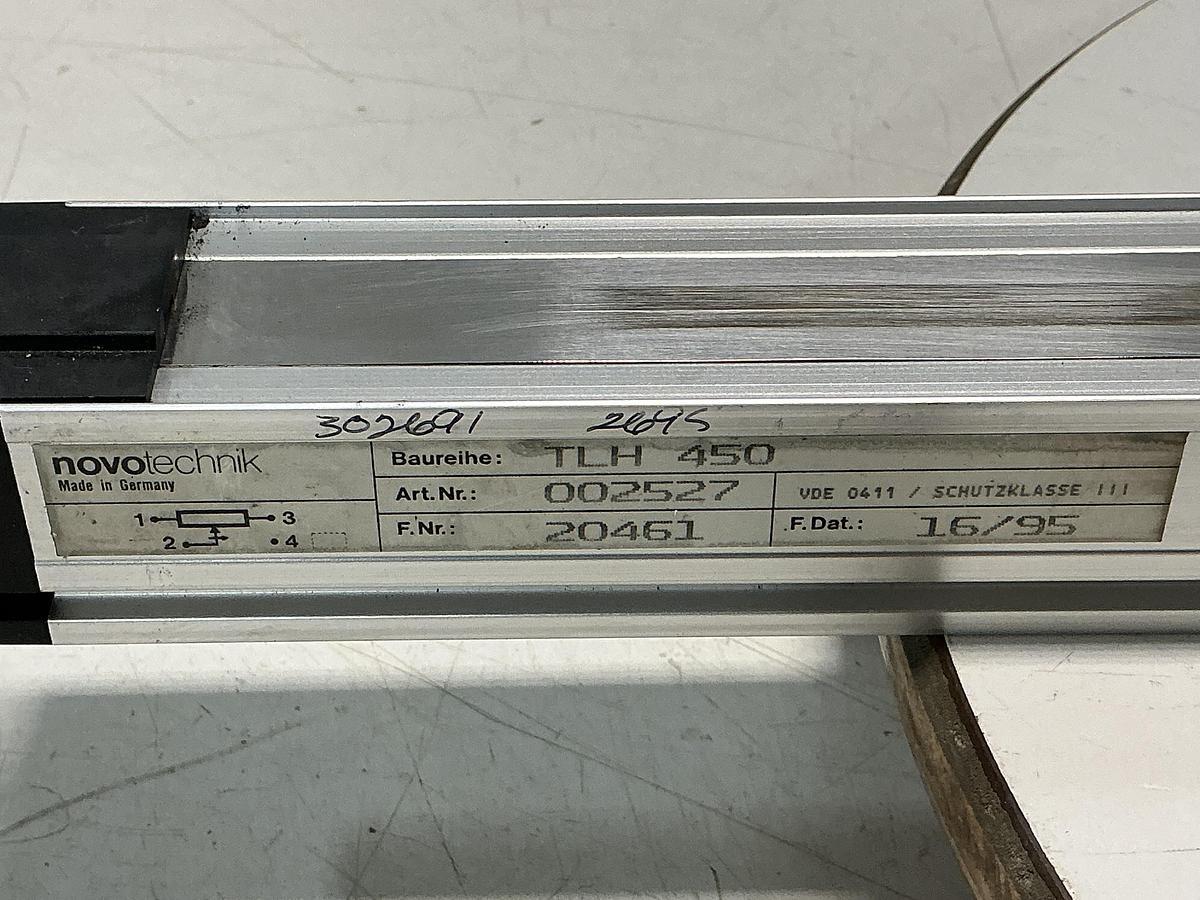 302691 2645
novotechnik
Made in Germany
1 3
2 4
Baureihe: TLH 450
Art.Nr.: 002527 VDE 0411 / SCHUTZKLASSE III
F.Nr.: 20461 F.Dat.: 16/95